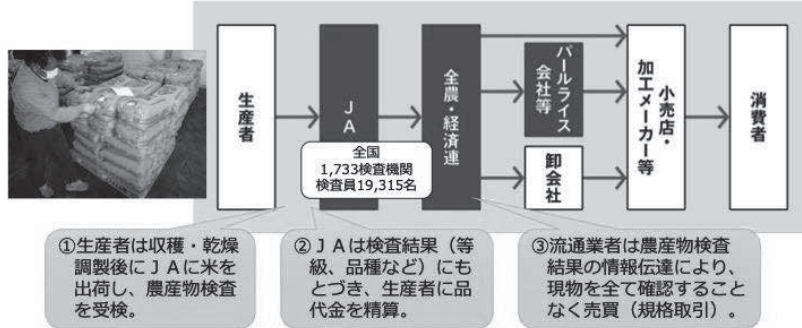 生産者
ＪＡ
全農・経済連
パールライス
会社等
卸会社
小売店・
加工メーカー等
消費者
全国
1,733検査機関
検査員19,315名
①生産者は収穫・乾燥
調製後にＪＡに米を
出荷し、農産物検査
を受検。
②ＪＡは検査結果（等
級、品種など）にも
とづき、生産者に品
代金を精算。
③流通業者は農産物検査
結果の情報伝達により、
現物を全て確認すること
なく売買（規格取引）。